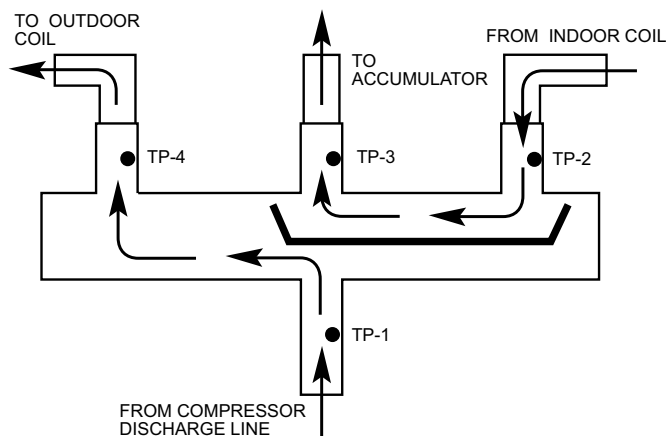 TO OUTDOOR
COIL
TO
ACCUMULATOR
FROM INDOOR COIL
TP-4
TP-3
TP-2
TP-1
FROM COMPRESSOR
DISCHARGE LINE